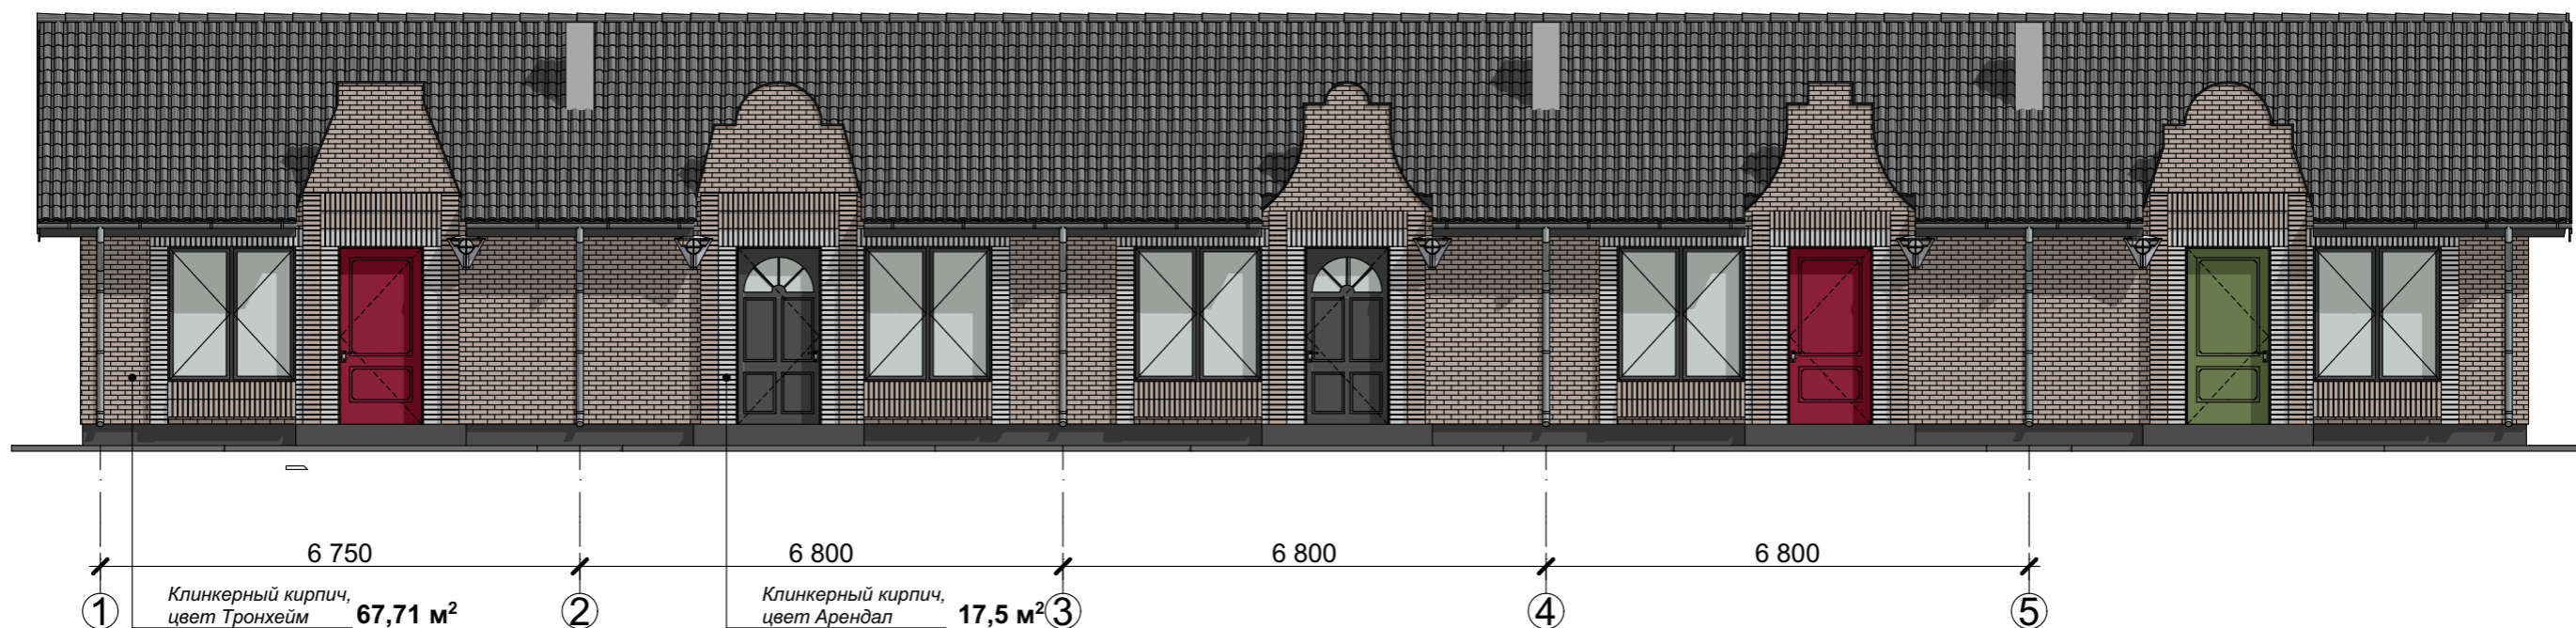 6 750
6 800
6 800
6 800
Клинкерный кирпич,
цвет Тронхейм 67,71 м²
Клинкерный кирпич,
цвет Арендал 17,5 м²
1
2
3
4
5